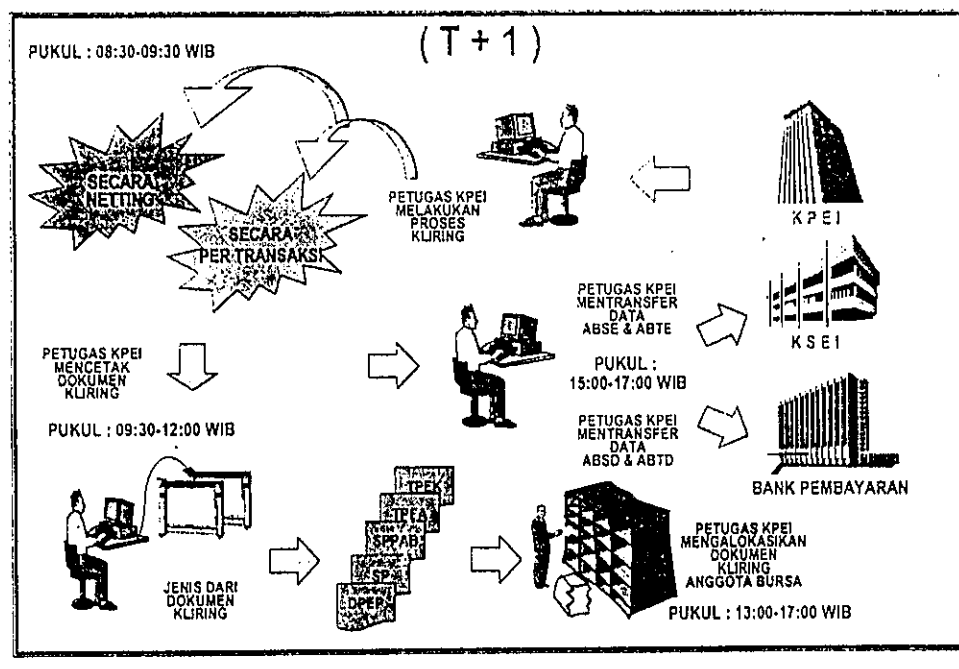 ( T + 1 )
PUKUL : 08:30-09:30 WIB
SECARA
NETTING
SECARA
PER TRANSAKSI
PETUGAS KPEI
MELAKUKAN
PROSES
KLIRING
KPEI
PETUGAS KPEI
MENTRANSFER
DATA
ABSE & ABTE
KSEI
PUKUL :
15:00-17:00 WIB
PETUGAS KPEI
MENTRANSFER
DATA
ABSD & ABTD
BANK PEMBAYARAN
PETUGAS KPEI
MENCETAK
DOKUMEN
KLIRING
PUKUL : 09:30-12:00 WIB
JENIS DARI
DOKUMEN
KLIRING
TPEK
TPFA
SPPAB
SP
DPEP
PETUGAS KPEI
MENGALOKASIKAN
DOKUMEN
KLIRING
ANGGOTA BURSA
PUKUL : 13:00-17:00 WIB